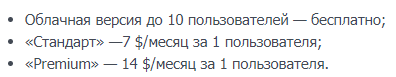 • Облачная версия до 10 пользователей — бесплатно;
• «Стандарт» —7 $/месяц за 1 пользователя;
• «Premium» — 14 $/месяц за 1 пользователя.